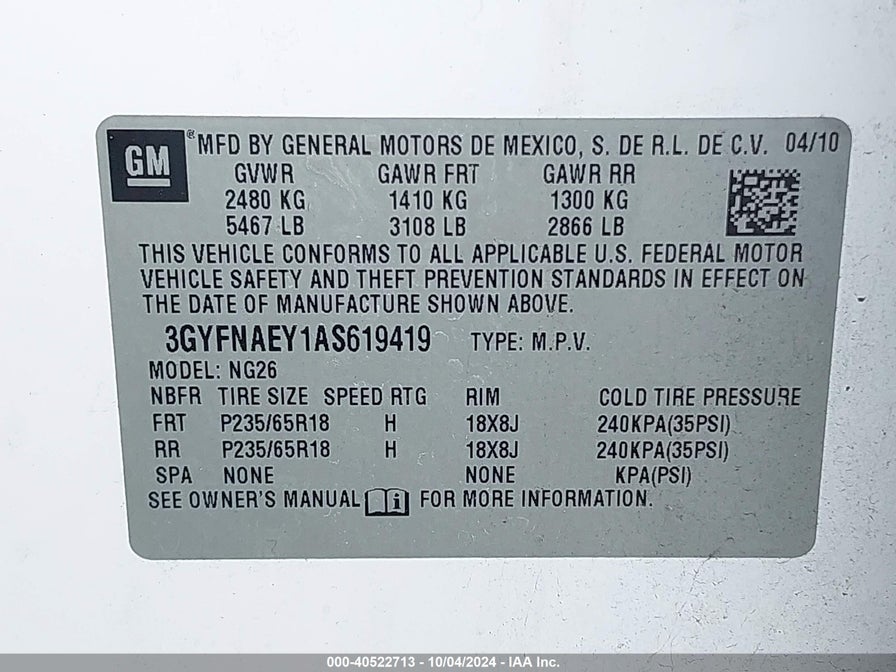 GM ® MFD BY GENERAL MOTORS DE MEXICO, S. DE R.L. DE C.V. 04/10
GVWR GAWR FRT GAWR RR
2480 KG 1410 KG 1300 KG
5467 LB 3108 LB 2866 LB
THIS VEHICLE CONFORMS TO ALL APPLICABLE U.S. FEDERAL MOTOR
VEHICLE SAFETY AND THEFT PREVENTION STANDARDS IN EFFECT ON
THE DATE OF MANUFACTURE SHOWN ABOVE.
3GYFNAEY1AS619419 TYPE: M.P.V.
MODEL: NG26
NBFR TIRE SIZE SPEED RTG RIM COLD TIRE PRESSURE
FRT P235/65R18 H 18X8J 240KPA(35PSI)
RR P235/65R18 H 18X8J 240KPA(35PSI)
SPA NONE NONE KPA(PSI)
SEE OWNER'S MANUAL i FOR MORE INFORMATION.
000-40522713 - 10/04/2024 - IAA Inc.